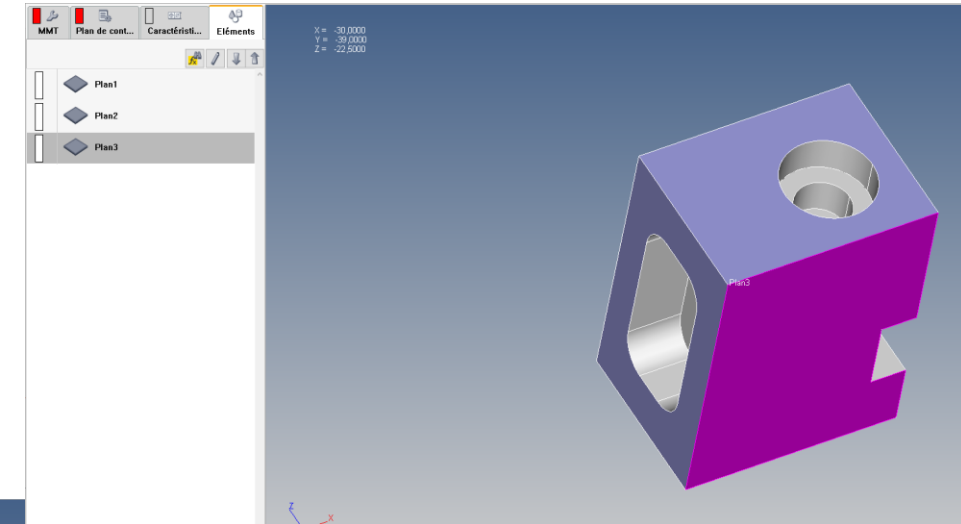 MMT
Plan de cont...
Caractéristi...
Eléments
Plan1
Plan2
Plan3
X = -30,0000
Y = -39,0000
Z = -22,5000
Plan3
Z
X